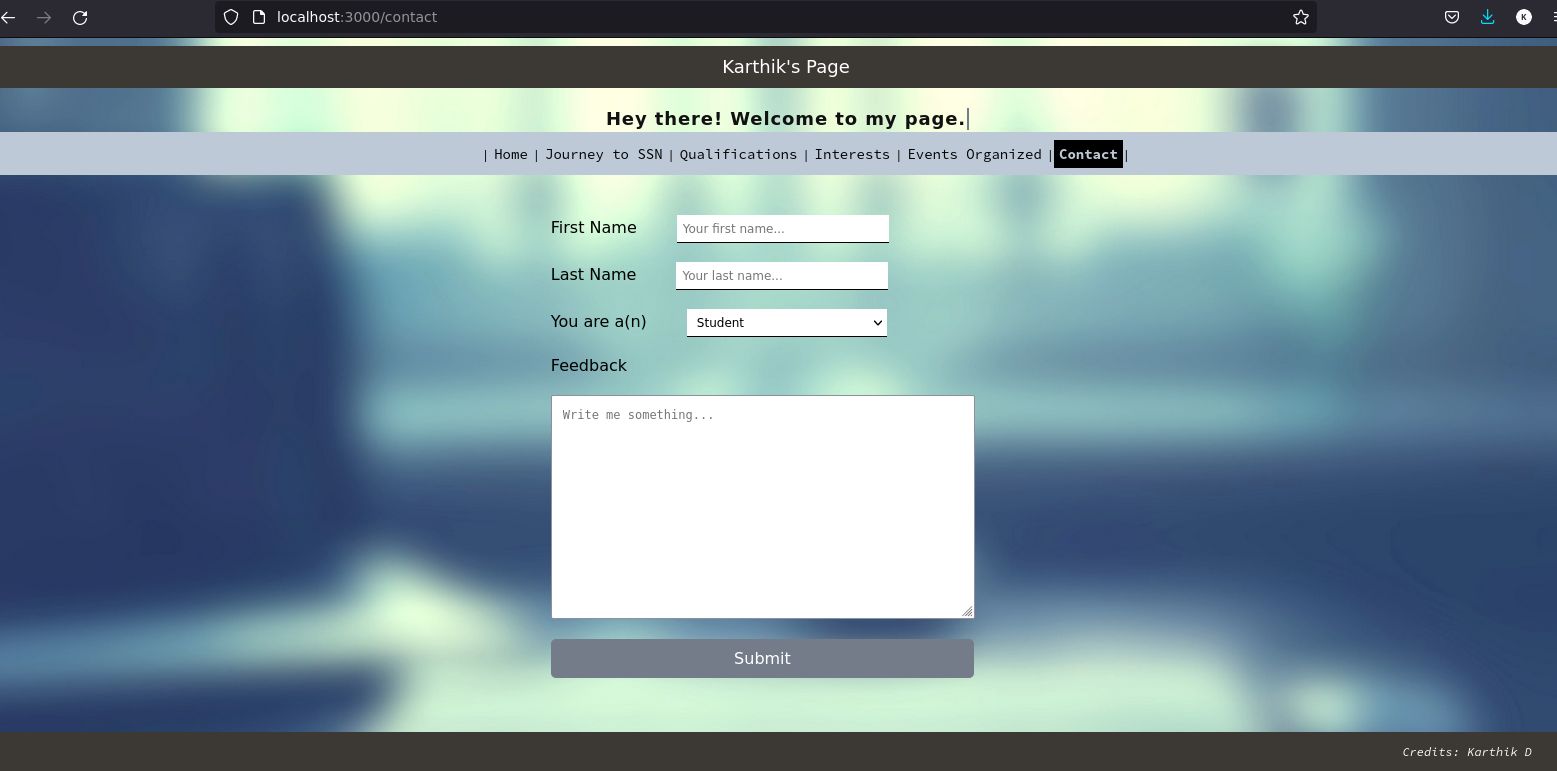 localhost:3000/contact
K
Karthik's Page
Hey there! Welcome to my page.
| Home | Journey to SSN | Qualifications | Interests | Events Organized | Contact |
First Name Your first name...
Last Name Your last name...
You are a(n) Student
Feedback
Write me something...
Submit
Credits: Karthik D